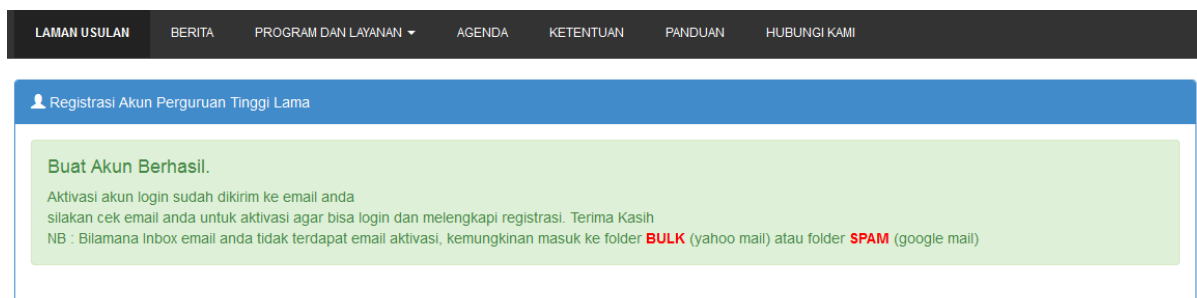 LAMAN USULAN BERITA PROGRAM DAN LAYANAN AGENDA KETENTUAN PANDUAN HUBUNGI KAMI
Registrasi Akun Perguruan Tinggi Lama
Buat Akun Berhasil.
Aktivasi akun login sudah dikirim ke email anda
silakan cek email anda untuk aktivasi agar bisa login dan melengkapi registrasi. Terima Kasih
NB : Bilamana Inbox email anda tidak terdapat email aktivasi, kemungkinan masuk ke folder BULK (yahoo mail) atau folder SPAM (google mail)